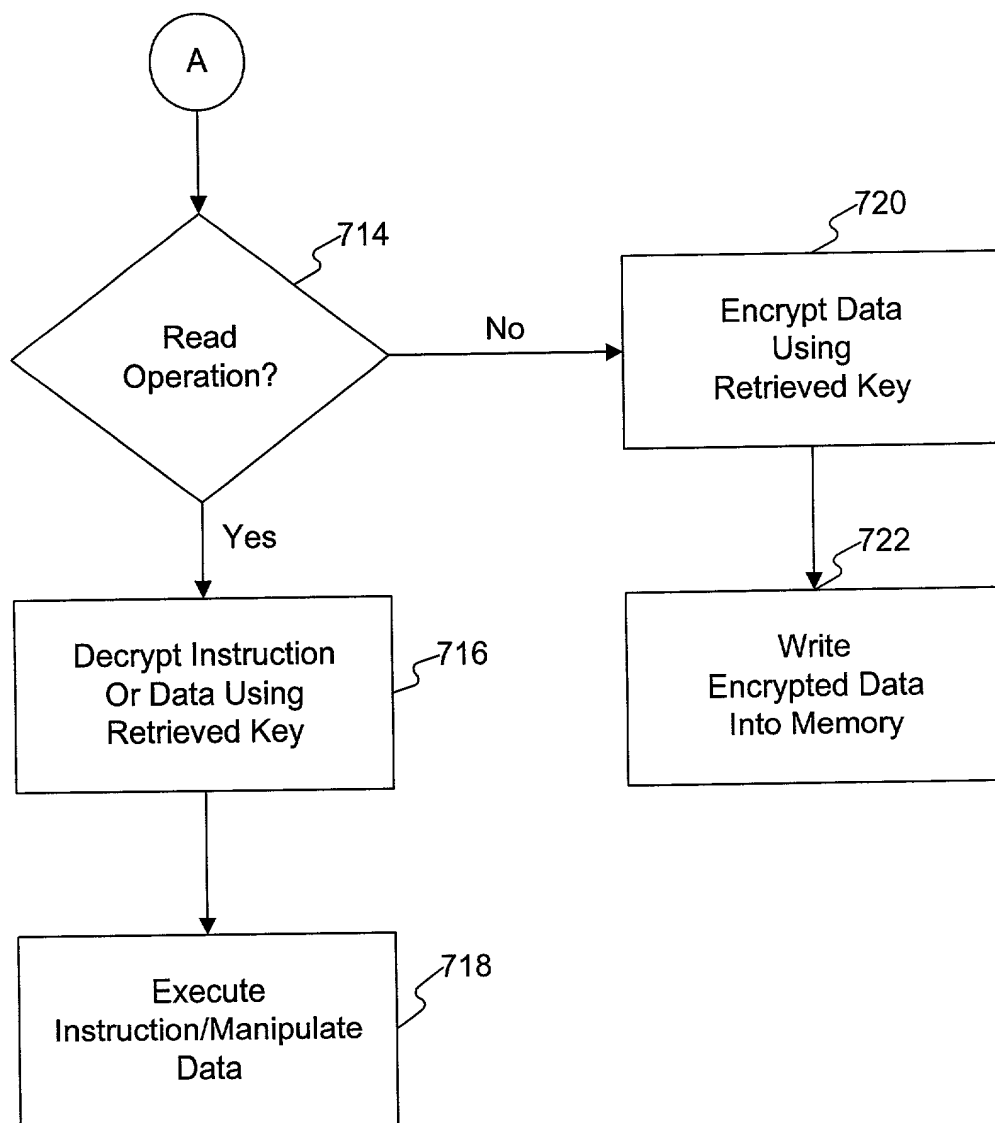 A
714
Read
Operation?
No
720
Encrypt Data
Using
Retrieved Key
Yes
722
Write
Encrypted Data
Into Memory
716
Decrypt Instruction
Or Data Using
Retrieved Key
718
Execute
Instruction/Manipulate
Data